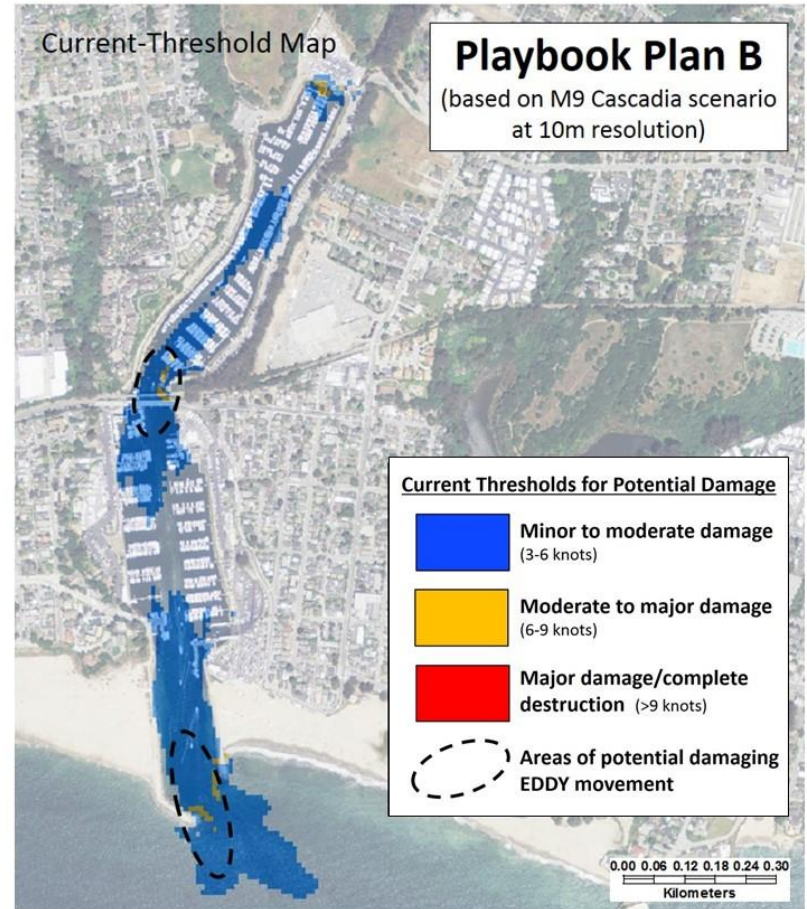 Current-Threshold Map
Playbook Plan B
(based on M9 Cascadia scenario
at 10m resolution)
Current Thresholds for Potential Damage
Minor to moderate damage
(3-6 knots)
Moderate to major damage
(6-9 knots)
Major damage/complete
destruction (>9 knots)
Areas of potential damaging
EDDY movement
0.00 0.06 0.12 0.18 0.24 0.30
Kilometers